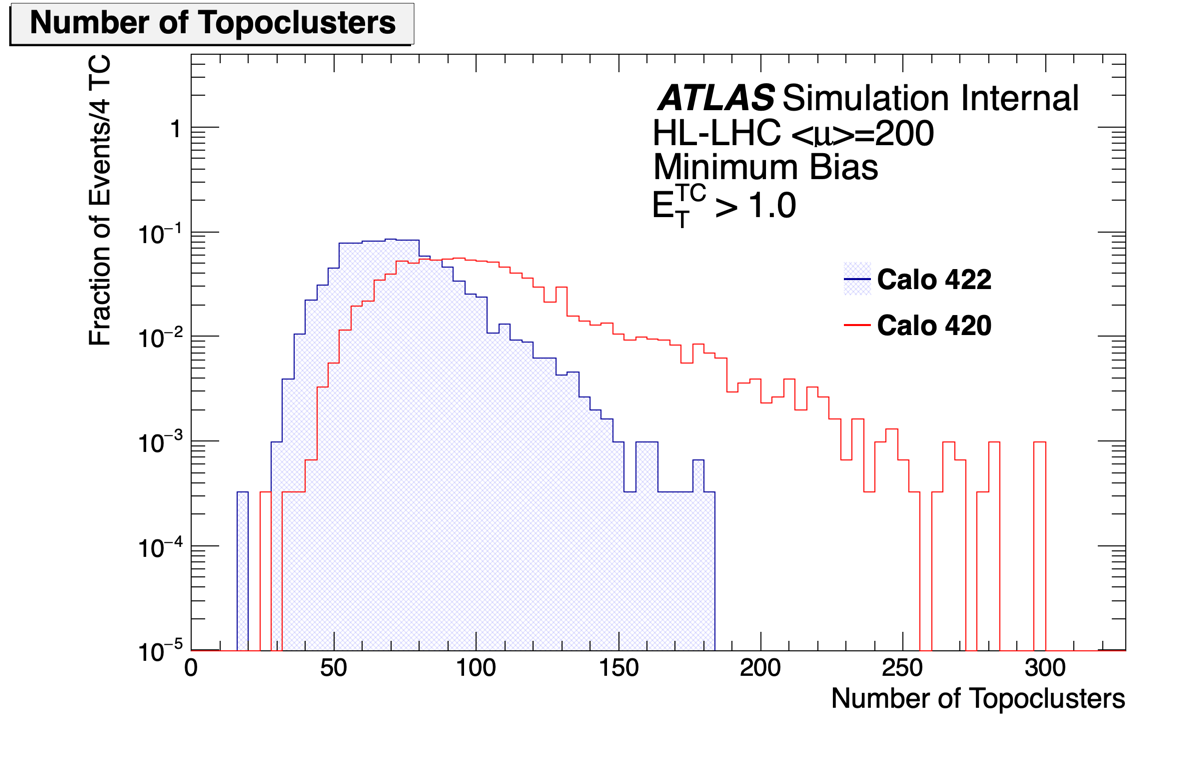 Number of Topoclusters
Fraction of Events/4 TC
ATLAS Simulation Internal
HL-LHC <μ>=200
Minimum Bias
E_T^TC > 1.0
Calo 422
Calo 420
1
10⁻¹
10⁻²
10⁻³
10⁻⁴
10⁻⁵
0 50 100 150 200 250 300
Number of Topoclusters